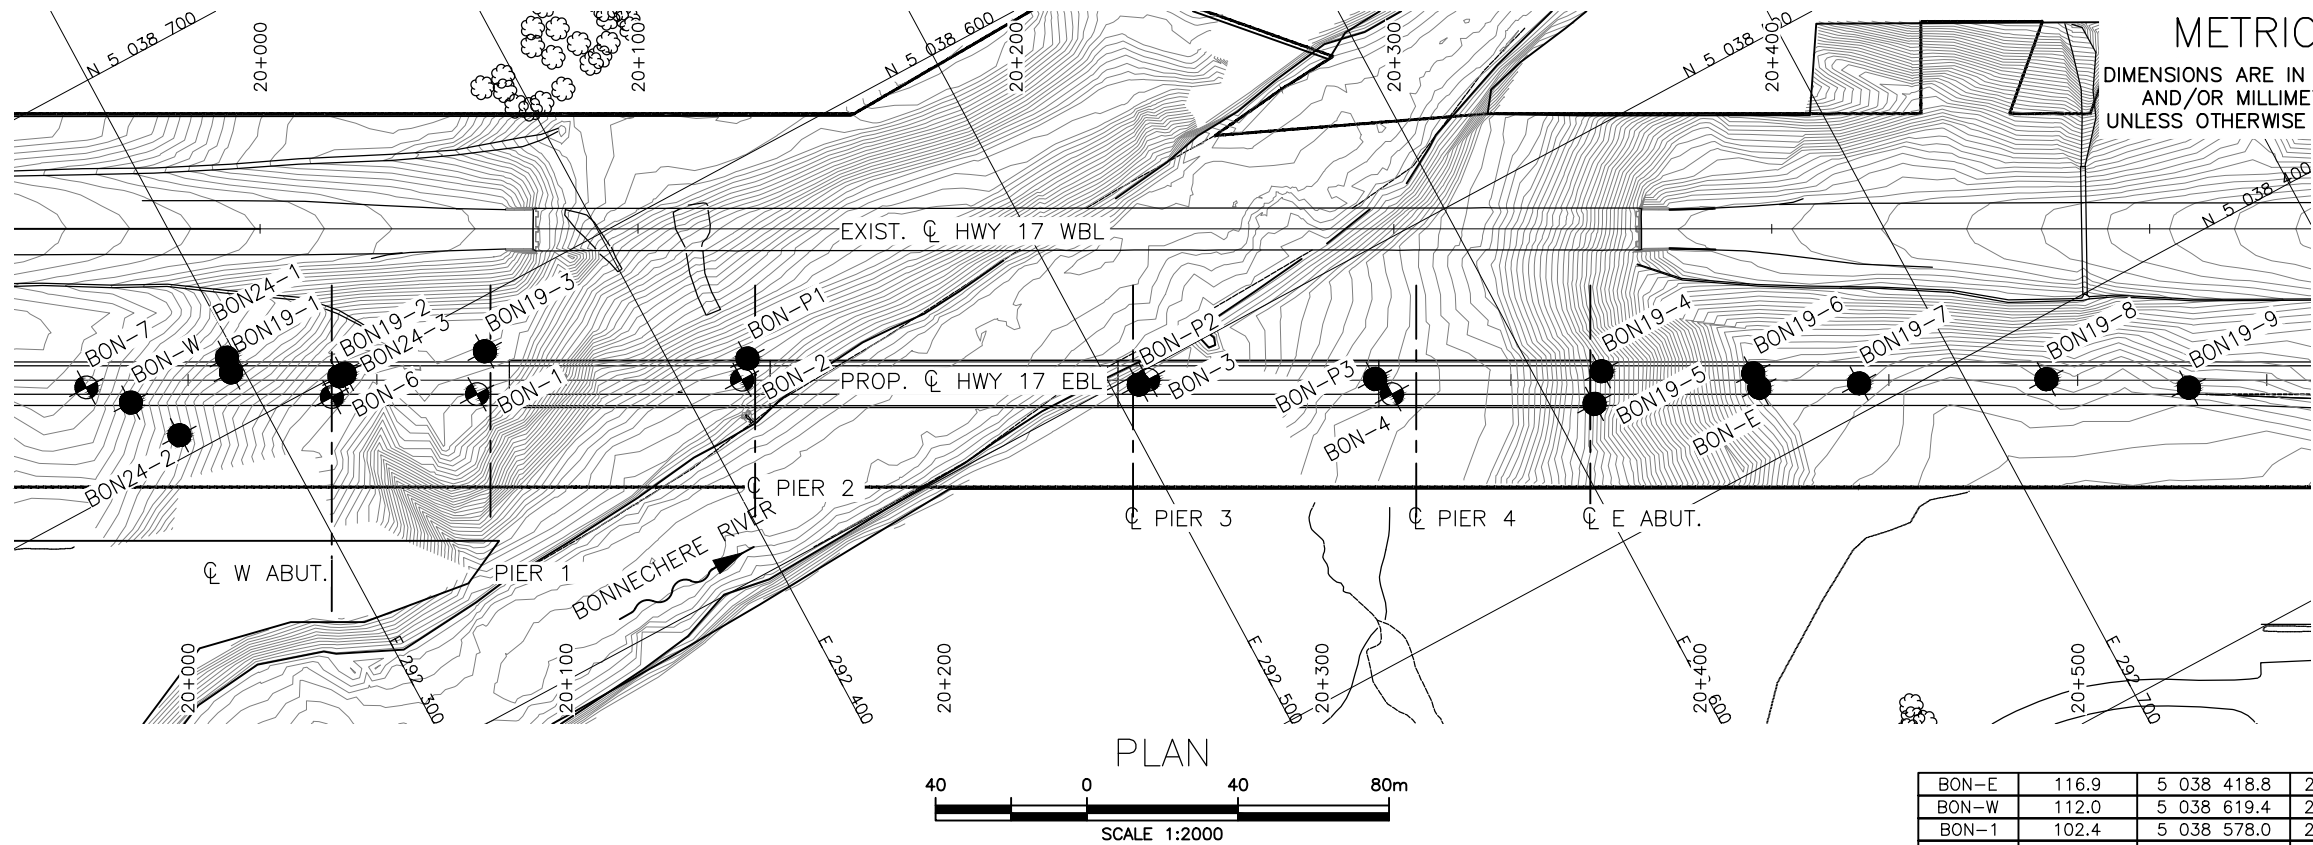 N 5 038 700
20+000
20+100
N 5 038 600
20+200
20+300
N 5 038
20+400
METRIC
DIMENSIONS ARE IN
AND/OR MILLIME
UNLESS OTHERWISE
N 5 038 400
EXIST. ℄ HWY 17 WBL
BON-7
BON-W
BON24-1
BON19-1
BON19-2
BON24-3
BON-6
BON19-3
BON-1
BON-P1
BON-2
PROP. ℄ HWY 17 EBL
BON-P2
BON-3
BON-P3
BON-4
BON19-4
BON19-5
BON19-6
BON-E
BON19-7
BON19-8
BON19-9
BON24-2
℄ PIER 2
℄ PIER 3
℄ PIER 4
℄ E ABUT.
℄ W ABUT.
PIER 1
BONNECHERE RIVER
20+000
E 292 300
20+100
E 292 400
20+200
E 292 500
20+300
20+400
600
20+500
E 292 700
PLAN
40 0 40 80m
SCALE 1:2000
BON-E 116.9 5 038 418.8 2
BON-W 112.0 5 038 619.4 2
BON-1 102.4 5 038 578.0 2